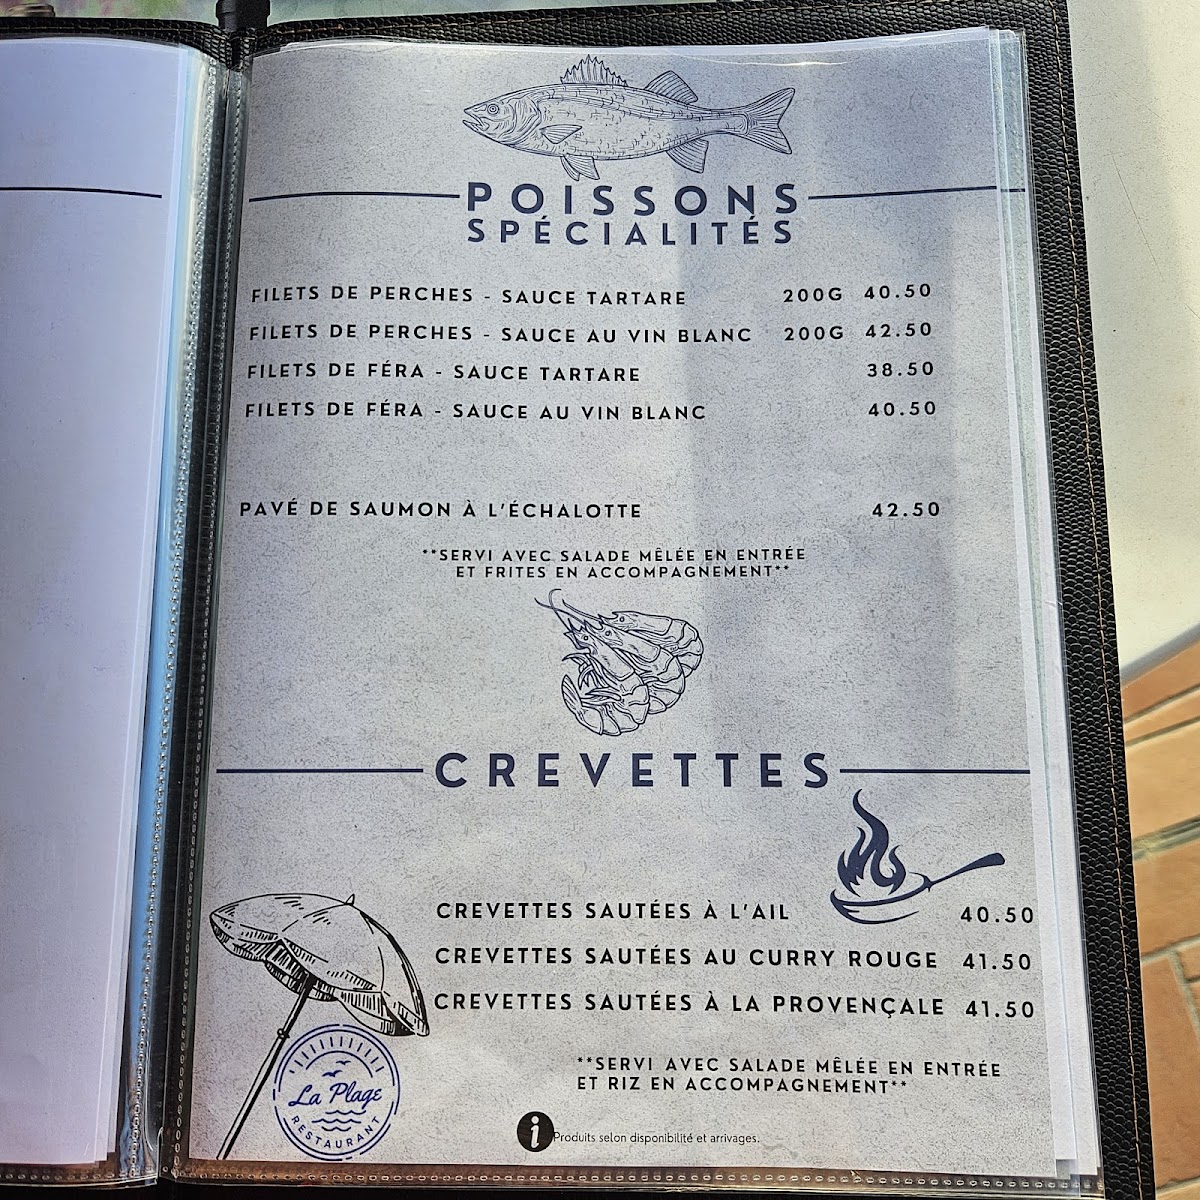 POISSONS
SPÉCIALITÉS
FILETS DE PERCHES - SAUCE TARTARE 200G 40.50
FILETS DE PERCHES - SAUCE AU VIN BLANC 200G 42.50
FILETS DE FÉRA - SAUCE TARTARE 38.50
FILETS DE FÉRA - SAUCE AU VIN BLANC 40.50
PAVÉ DE SAUMON À L'ÉCHALOTTE 42.50
**SERVI AVEC SALADE MÊLÉE EN ENTRÉE
ET FRITES EN ACCOMPAGNEMENT**
CREVETTES
CREVETTES SAUTÉES À L'AIL 40.50
CREVETTES SAUTÉES AU CURRY ROUGE 41.50
CREVETTES SAUTÉES À LA PROVENÇALE 41.50
**SERVI AVEC SALADE MÊLÉE EN ENTRÉE
ET RIZ EN ACCOMPAGNEMENT**
La Plage
RESTAURANT
i Produits selon disponibilité et arrivages.